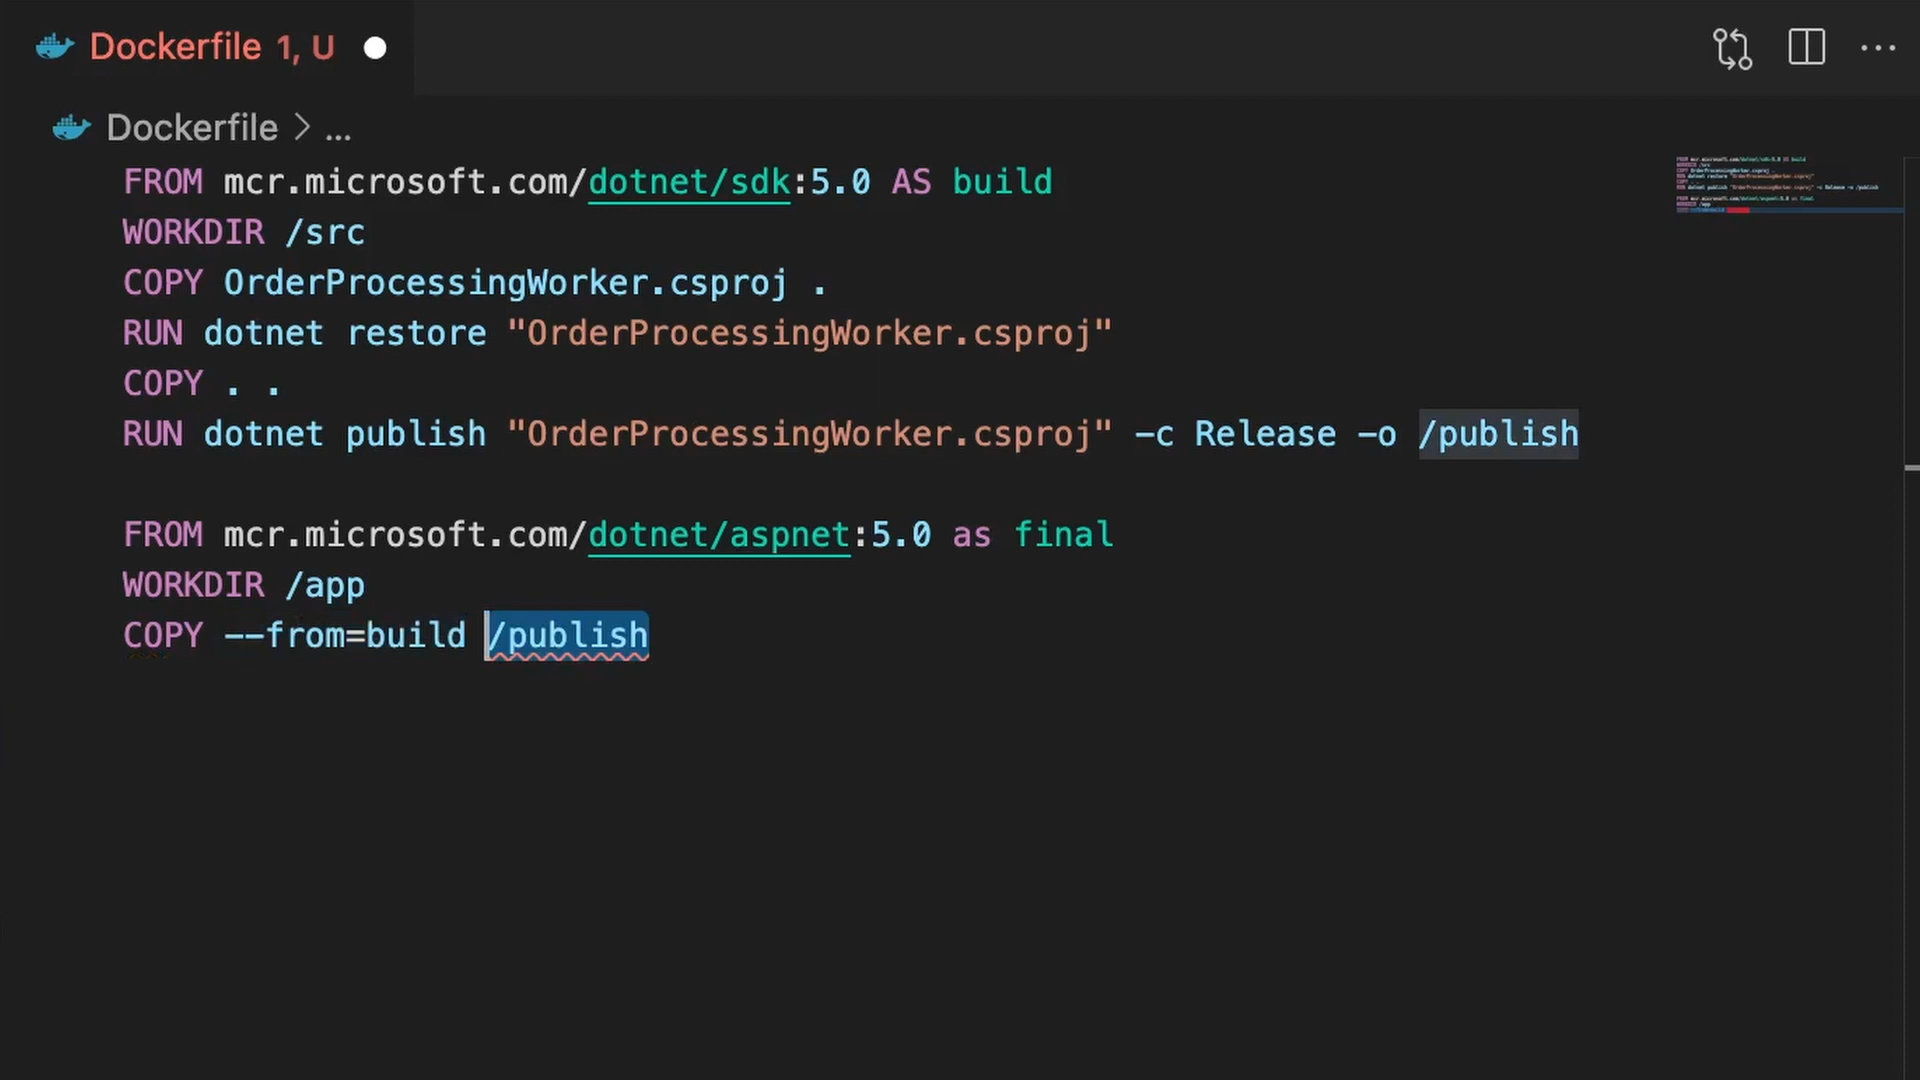 Dockerfile 1, U
Dockerfile > ...
FROM mcr.microsoft.com/dotnet/sdk:5.0 AS build
WORKDIR /src
COPY OrderProcessingWorker.csproj .
RUN dotnet restore "OrderProcessingWorker.csproj"
COPY . .
RUN dotnet publish "OrderProcessingWorker.csproj" -c Release -o /publish
FROM mcr.microsoft.com/dotnet/aspnet:5.0 as final
WORKDIR /app
COPY --from=build /publish